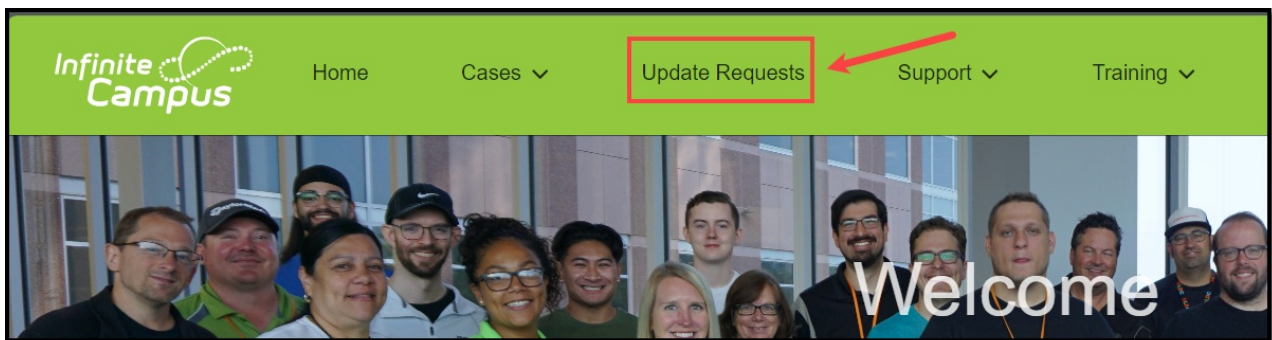 Infinite
Campus
Home Cases Update Requests Support Training
Welcome